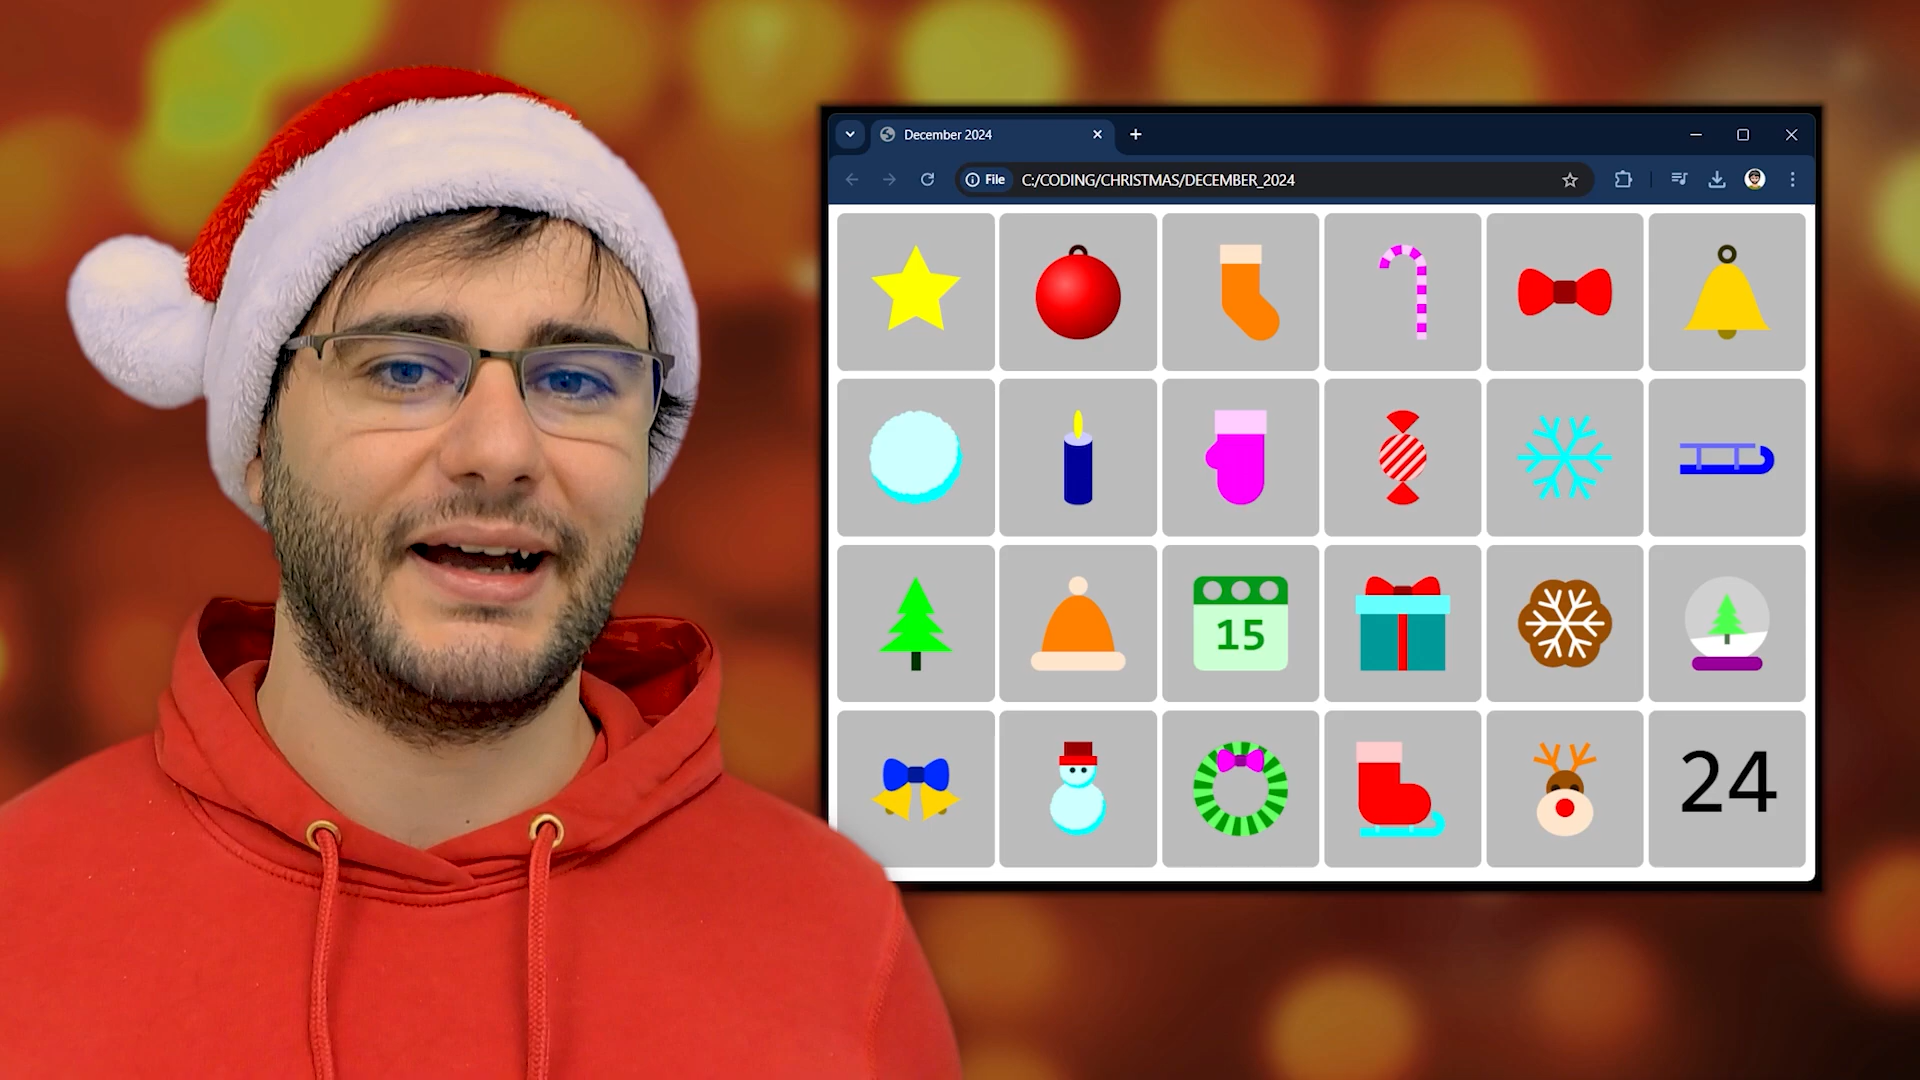 December 2024
File
C:/CODING/CHRISTMAS/DECEMBER_2024
15
24